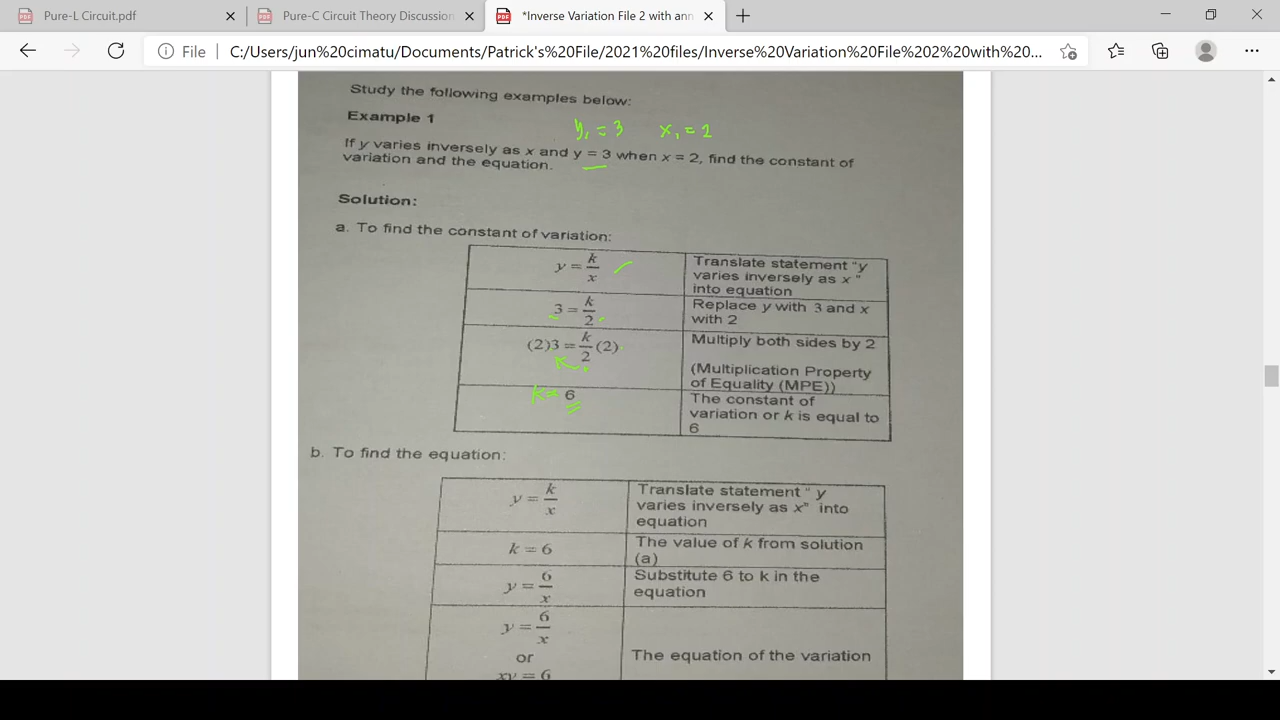 Pure-L Circuit.pdf
Pure-C Circuit Theory Discussion
*Inverse Variation File 2 with ann
File
C:/Users/jun%20cimatu/Documents/Patrick's%20File/2021%20files/Inverse%20Variation%20File%202%20with%20...
Study the following examples below:
Example 1
y₁ = 3 x₁ = 2
If y varies inversely as x and y = 3 when x = 2, find the constant of
variation and the equation.
Solution:
a. To find the constant of variation:
y = k/x
Translate statement "y
varies inversely as x "
into equation
3 = k/2
Replace y with 3 and x
with 2
(2)3 = k/2 (2)
Multiply both sides by 2
(Multiplication Property
of Equality (MPE))
k = 6
The constant of
variation or k is equal to
6
b. To find the equation:
y = k/x
Translate statement " y
varies inversely as x" into
equation
k = 6
The value of k from solution
(a)
y = 6/x
Substitute 6 to k in the
equation
y = 6/x
or
xy = 6
The equation of the variation